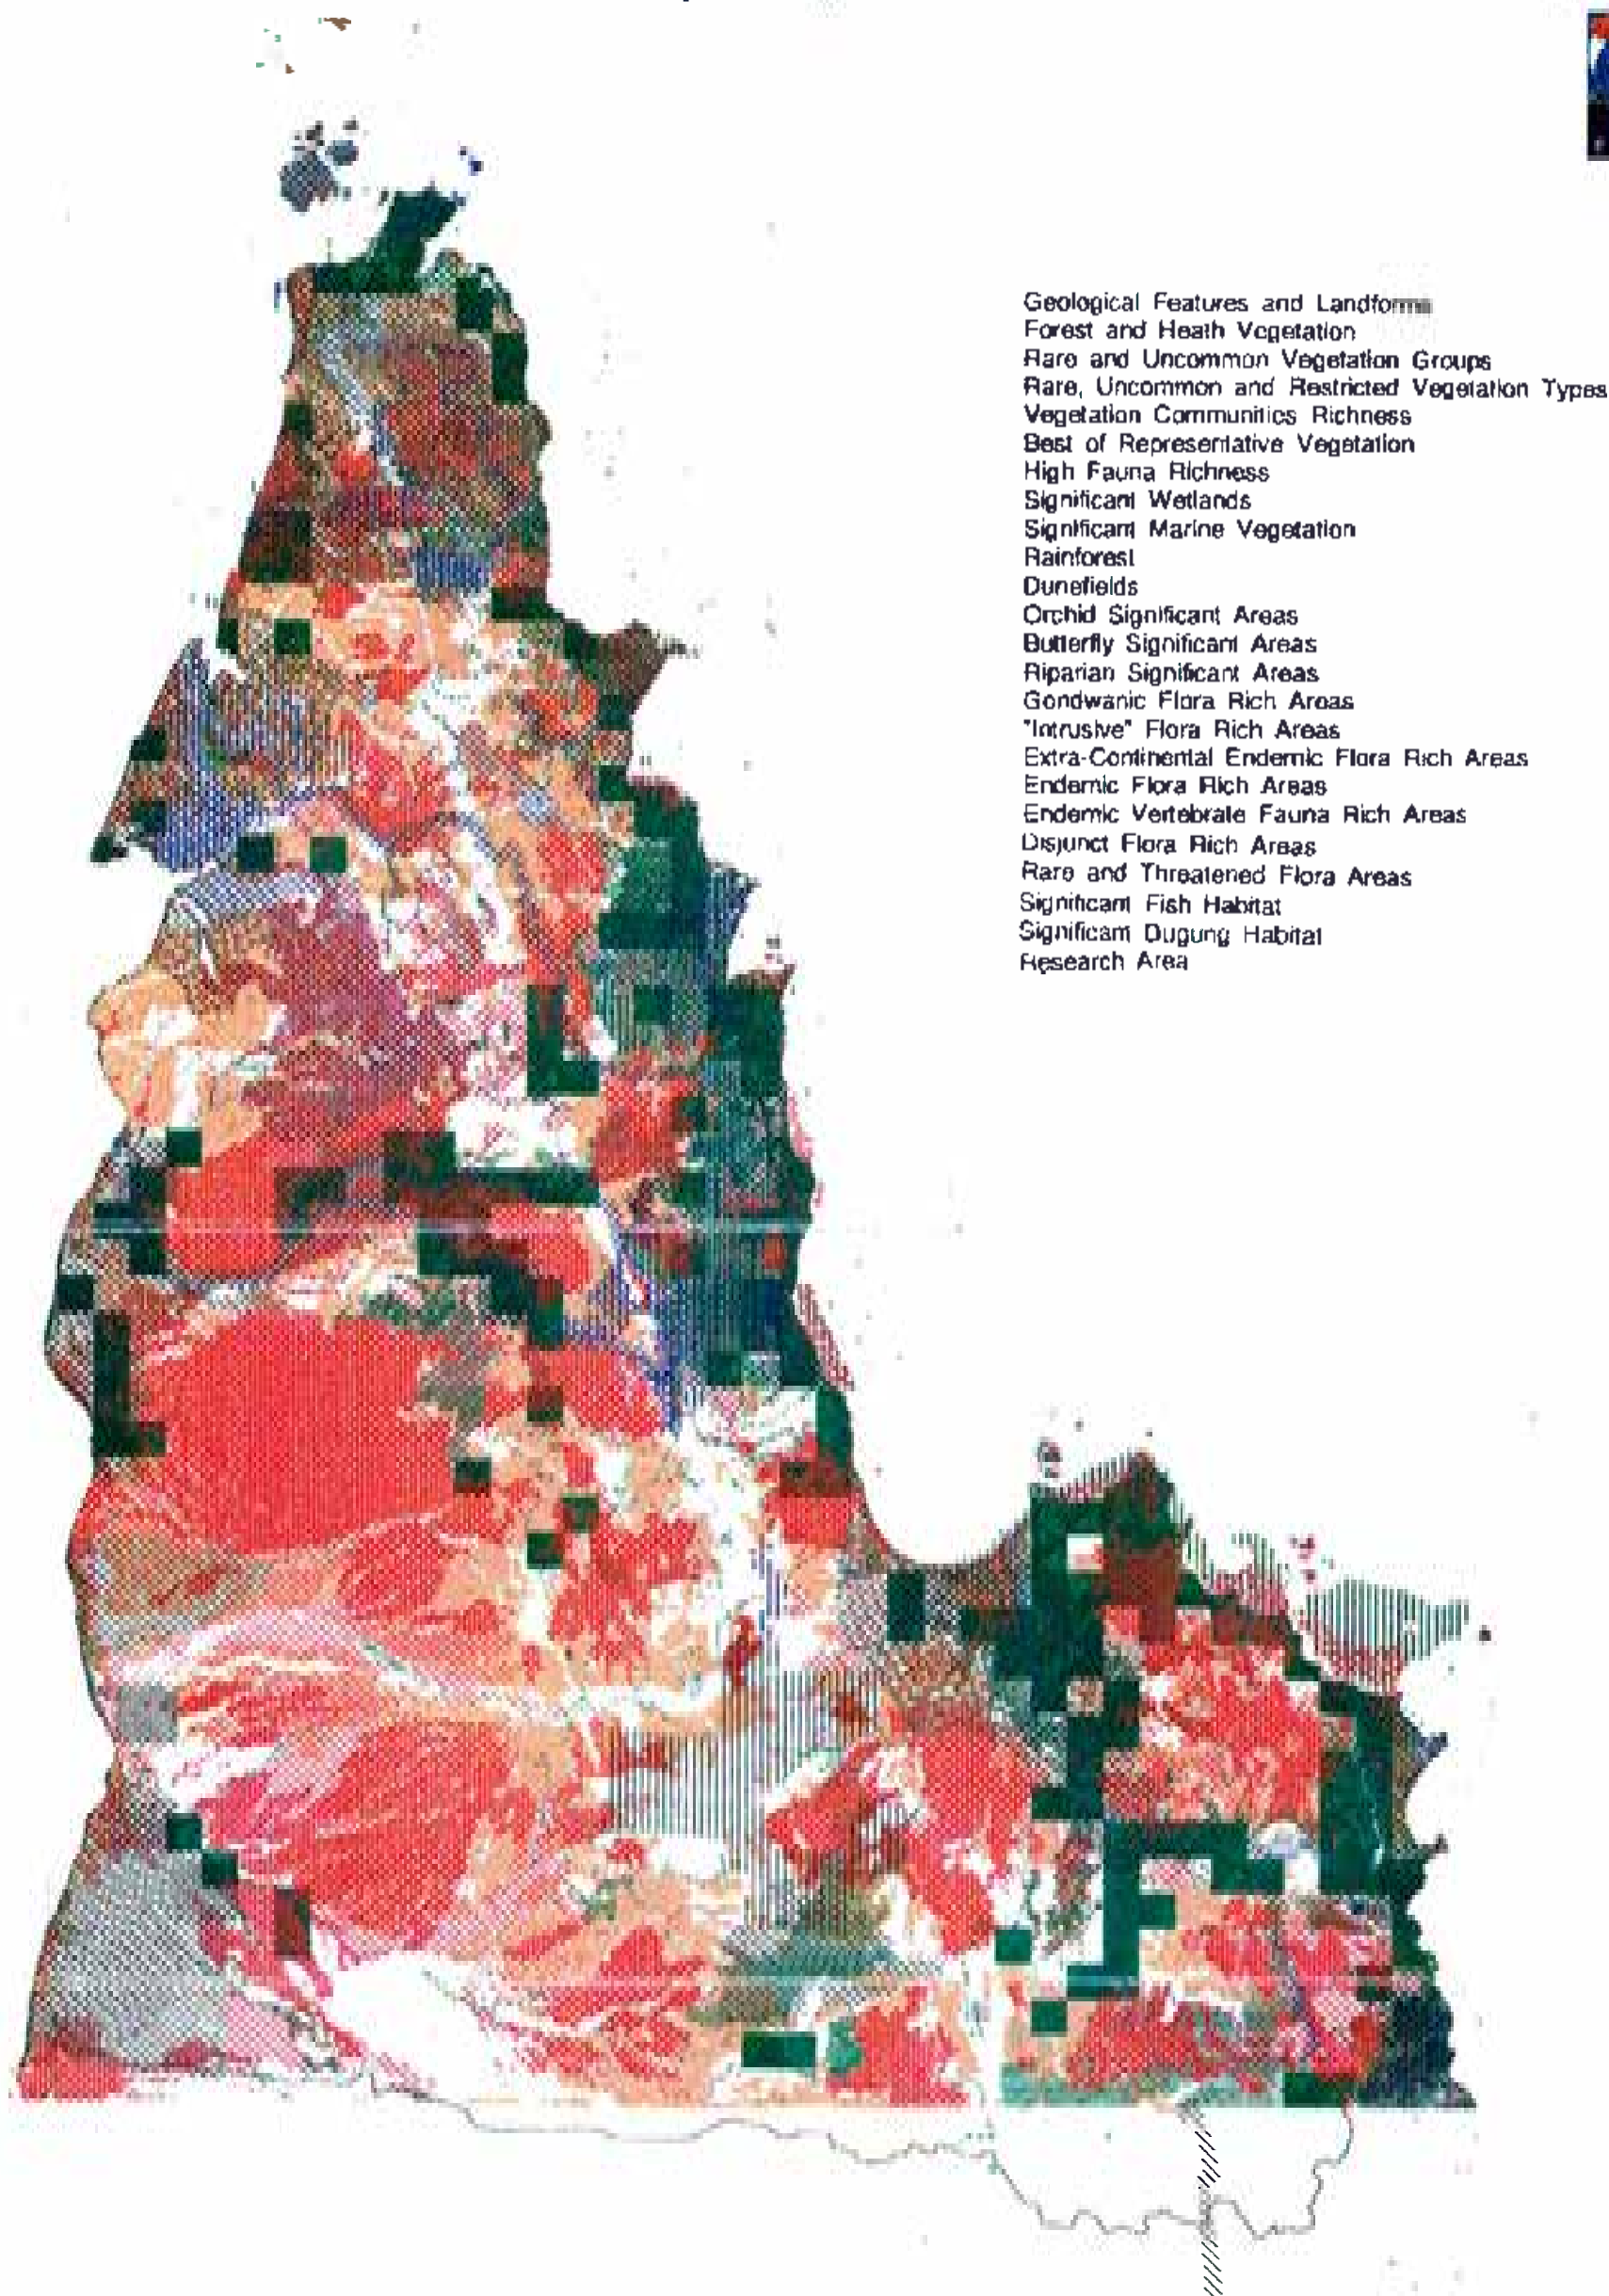 Geological Features and Landforms
Forest and Heath Vegetation
Rare and Uncommon Vegetation Groups
Rare, Uncommon and Restricted Vegetation Types
Vegetation Communities Richness
Best of Representative Vegetation
High Fauna Richness
Significant Wetlands
Significant Marine Vegetation
Rainforest
Dunefields
Orchid Significant Areas
Butterfly Significant Areas
Riparian Significant Areas
Gondwanic Flora Rich Areas
"Intrusive" Flora Rich Areas
Extra-Continental Endemic Flora Rich Areas
Endemic Flora Rich Areas
Endemic Vertebrate Fauna Rich Areas
Disjunct Flora Rich Areas
Rare and Threatened Flora Areas
Significant Fish Habitat
Significant Dugung Habitat
Research Area